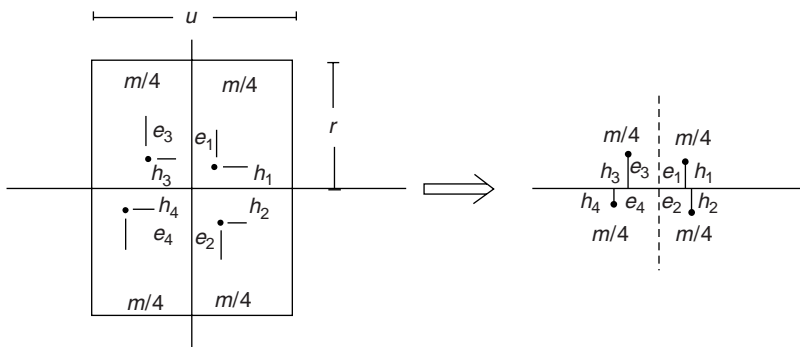 u
m/4 m/4
r
e3 e1
h3 h1
h4 h2
e4 e2
m/4 m/4
m/4 m/4
h3 e3 e1 h1
h4 e4 e2 h2
m/4 m/4